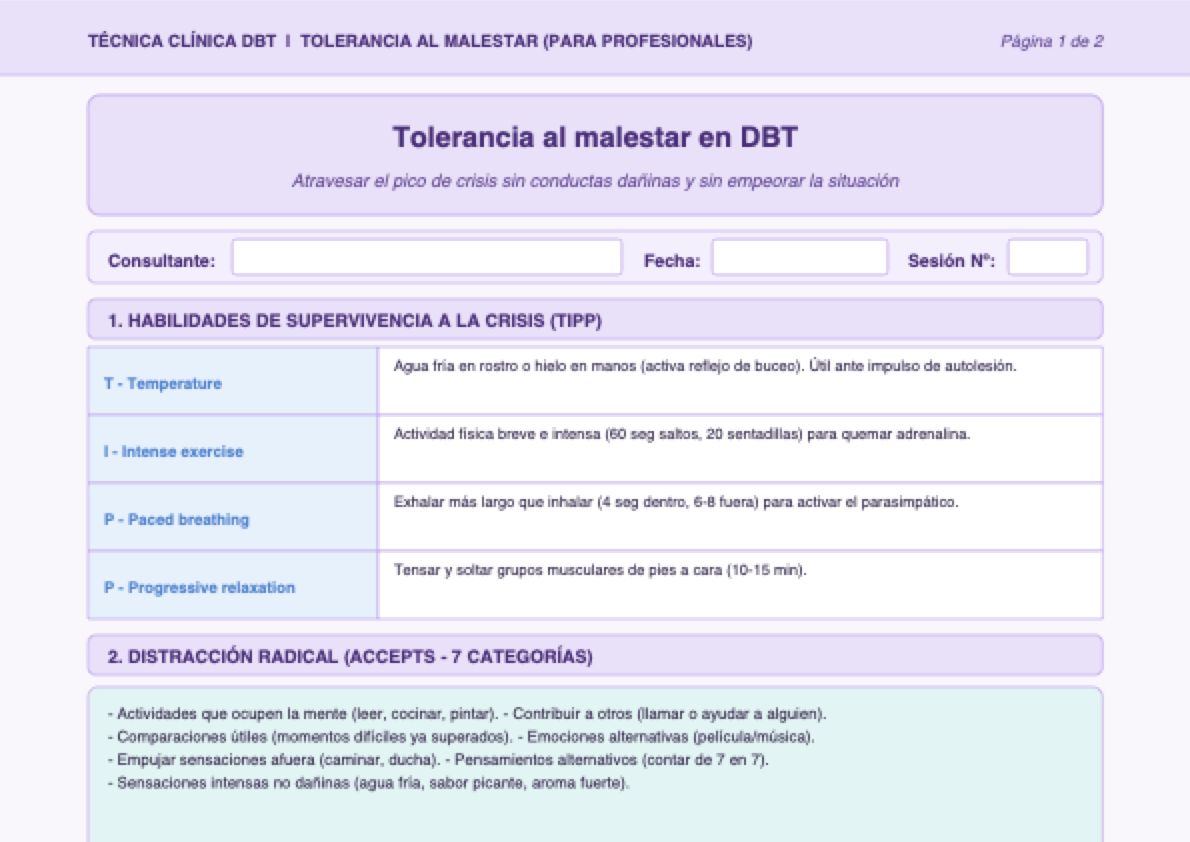 TÉCNICA CLÍNICA DBT | TOLERANCIA AL MALESTAR (PARA PROFESIONALES)
Página 1 de 2
Tolerancia al malestar en DBT
Atravesar el pico de crisis sin conductas dañinas y sin empeorar la situación
Consultante: Fecha: Sesión Nº:
1. HABILIDADES DE SUPERVIVENCIA A LA CRISIS (TIPP)
T - Temperature
Agua fría en rostro o hielo en manos (activa reflejo de buceo). Útil ante impulso de autolesión.
I - Intense exercise
Actividad física breve e intensa (60 seg saltos, 20 sentadillas) para quemar adrenalina.
P - Paced breathing
Exhalar más largo que inhalar (4 seg dentro, 6-8 fuera) para activar el parasimpático.
P - Progressive relaxation
Tensar y soltar grupos musculares de pies a cara (10-15 min).
2. DISTRACCIÓN RADICAL (ACCEPTS - 7 CATEGORÍAS)
- Actividades que ocupen la mente (leer, cocinar, pintar). - Contribuir a otros (llamar o ayudar a alguien).
- Comparaciones útiles (momentos difíciles ya superados). - Emociones alternativas (película/música).
- Empujar sensaciones afuera (caminar, ducha). - Pensamientos alternativos (contar de 7 en 7).
- Sensaciones intensas no dañinas (agua fría, sabor picante, aroma fuerte).